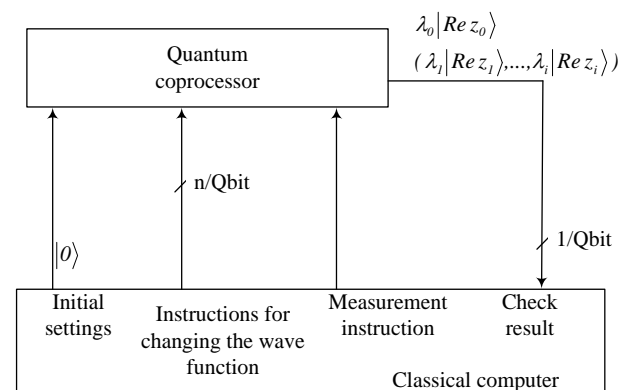 λ₀|Re z₀⟩
(λ₁|Re z₁⟩,...,λᵢ|Re zᵢ⟩)
Quantum
coprocessor
n/Qbit
|0⟩
1/Qbit
Initial
settings
Instructions for
changing the wave
function
Measurement
instruction
Check
result
Classical computer